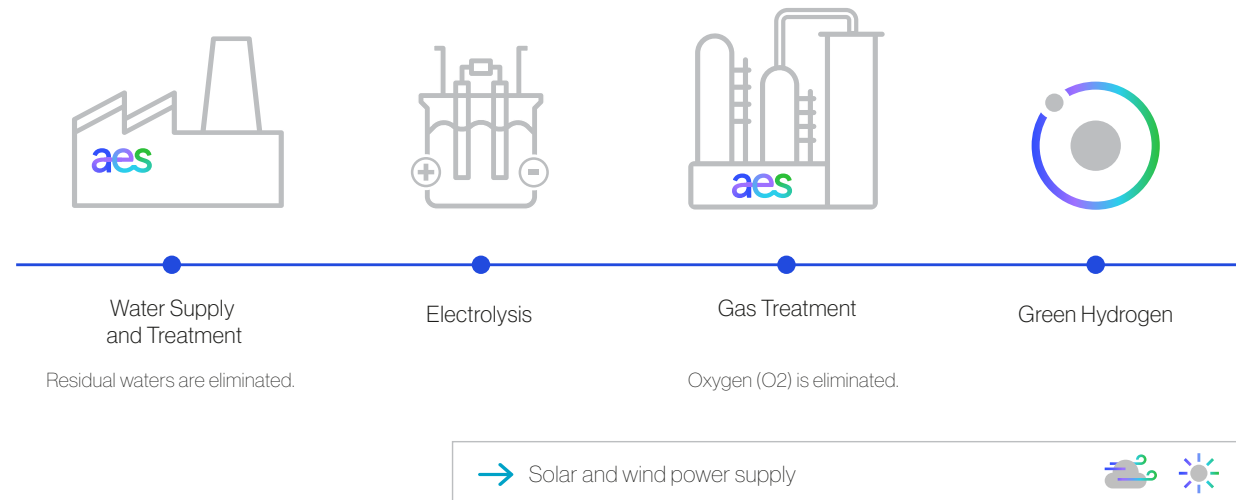 aes
aes
Water Supply
and Treatment
Electrolysis
Gas Treatment
Green Hydrogen
Residual waters are eliminated.
Oxygen (O2) is eliminated.
Solar and wind power supply